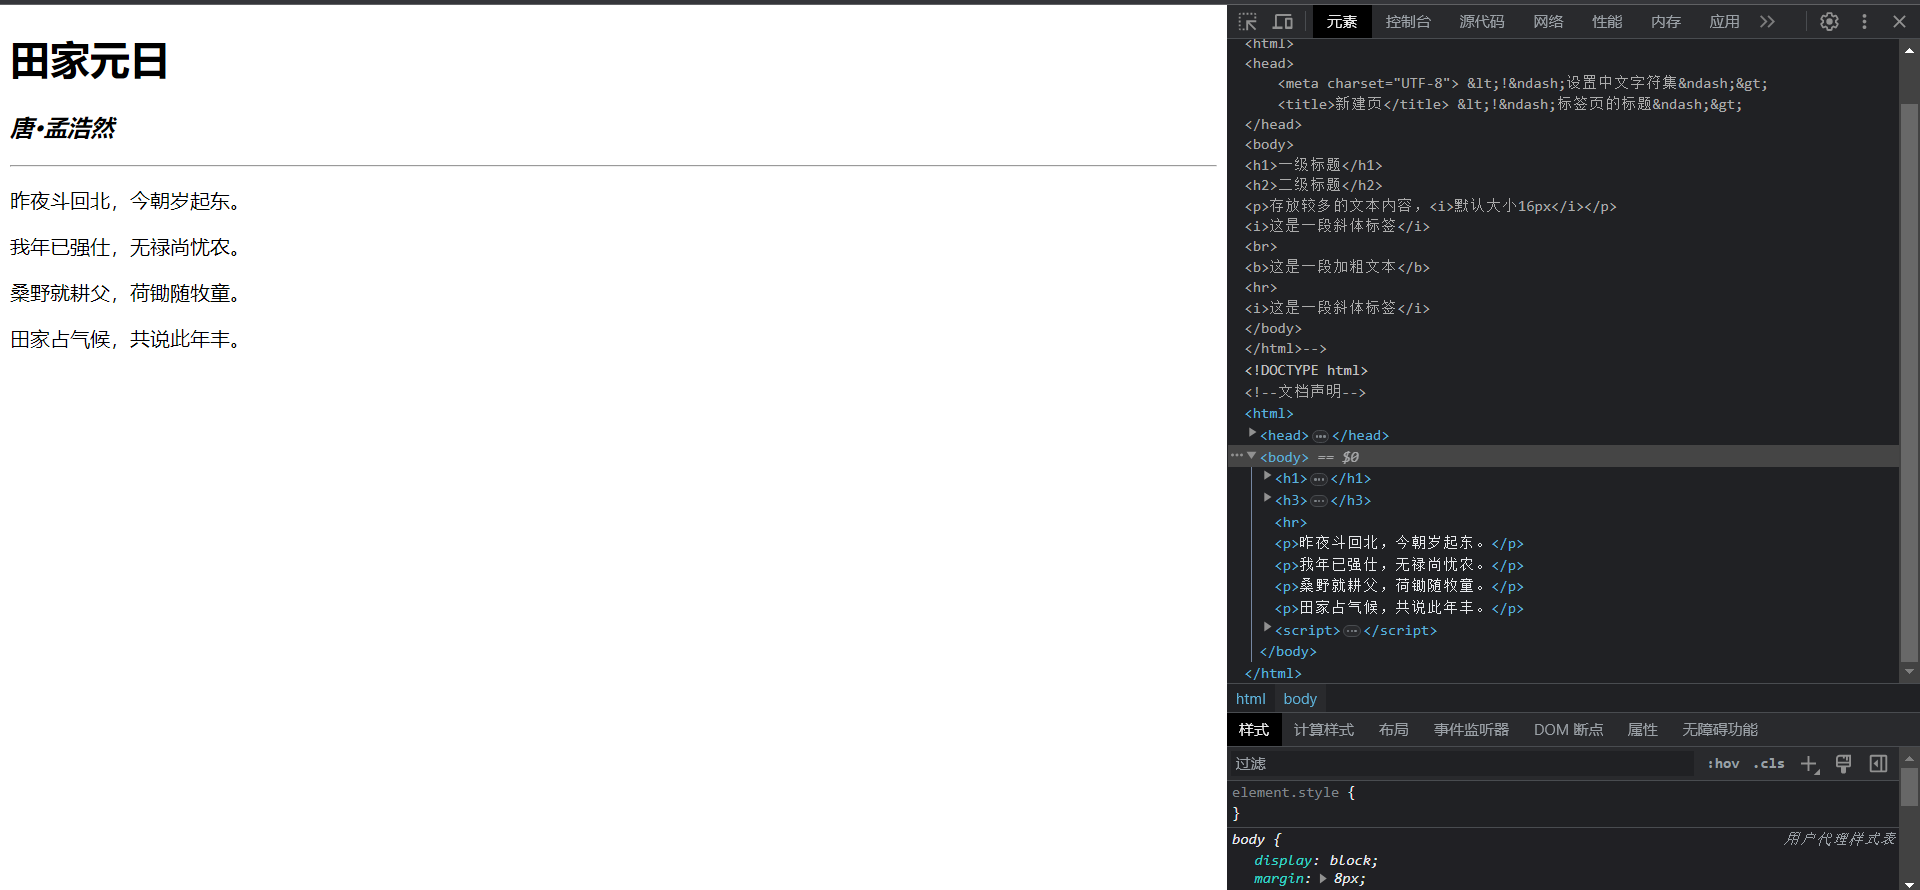 田家元日
唐•孟浩然
昨夜斗回北，今朝岁起东。
我年已强仕，无禄尚忧农。
桑野就耕父，荷锄随牧童。
田家占气候，共说此年丰。
元素 控制台 源代码 网络 性能 内存 应用
<html>
<head>
<meta charset="UTF-8"> &lt;!&ndash;设置中文字符集&ndash;&gt;
<title>新建页</title> &lt;!&ndash;标签页的标题&ndash;&gt;
</head>
<body>
<h1>一级标题</h1>
<h2>二级标题</h2>
<p>存放较多的文本内容，<i>默认大小16px</i></p>
<i>这是一段斜体标签</i>
<br>
<b>这是一段加粗文本</b>
<hr>
<i>这是一段斜体标签</i>
</body>
</html>-->
<!DOCTYPE html>
<!--文档声明-->
<html>
<head>…</head>
<body> == $0
<h1>…</h1>
<h3>…</h3>
<hr>
<p>昨夜斗回北，今朝岁起东。</p>
<p>我年已强仕，无禄尚忧农。</p>
<p>桑野就耕父，荷锄随牧童。</p>
<p>田家占气候，共说此年丰。</p>
<script>…</script>
</body>
</html>
html body
样式 计算样式 布局 事件监听器 DOM 断点 属性 无障碍功能
过滤 :hov .cls
element.style {
}
body { 用户代理样式表
display: block;
margin: 8px;